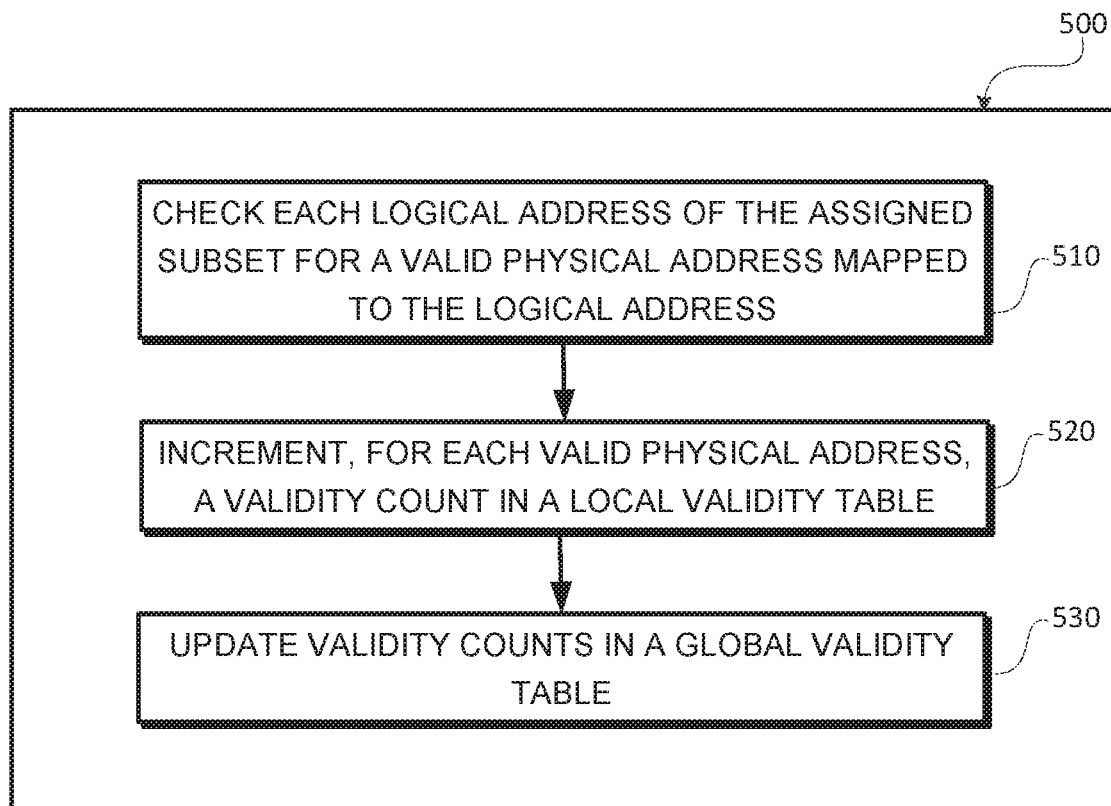 500
CHECK EACH LOGICAL ADDRESS OF THE ASSIGNED
SUBSET FOR A VALID PHYSICAL ADDRESS MAPPED
TO THE LOGICAL ADDRESS
510
INCREMENT, FOR EACH VALID PHYSICAL ADDRESS,
A VALIDITY COUNT IN A LOCAL VALIDITY TABLE
520
UPDATE VALIDITY COUNTS IN A GLOBAL VALIDITY
TABLE
530